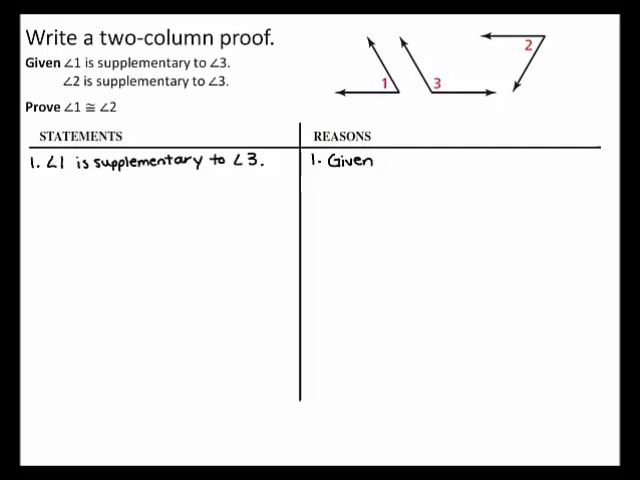 Write a two-column proof.
Given ∠1 is supplementary to ∠3.
∠2 is supplementary to ∠3.
Prove ∠1 ≅ ∠2
1
3
2
STATEMENTS
REASONS
1. ∠1 is supplementary to ∠3.
1. Given